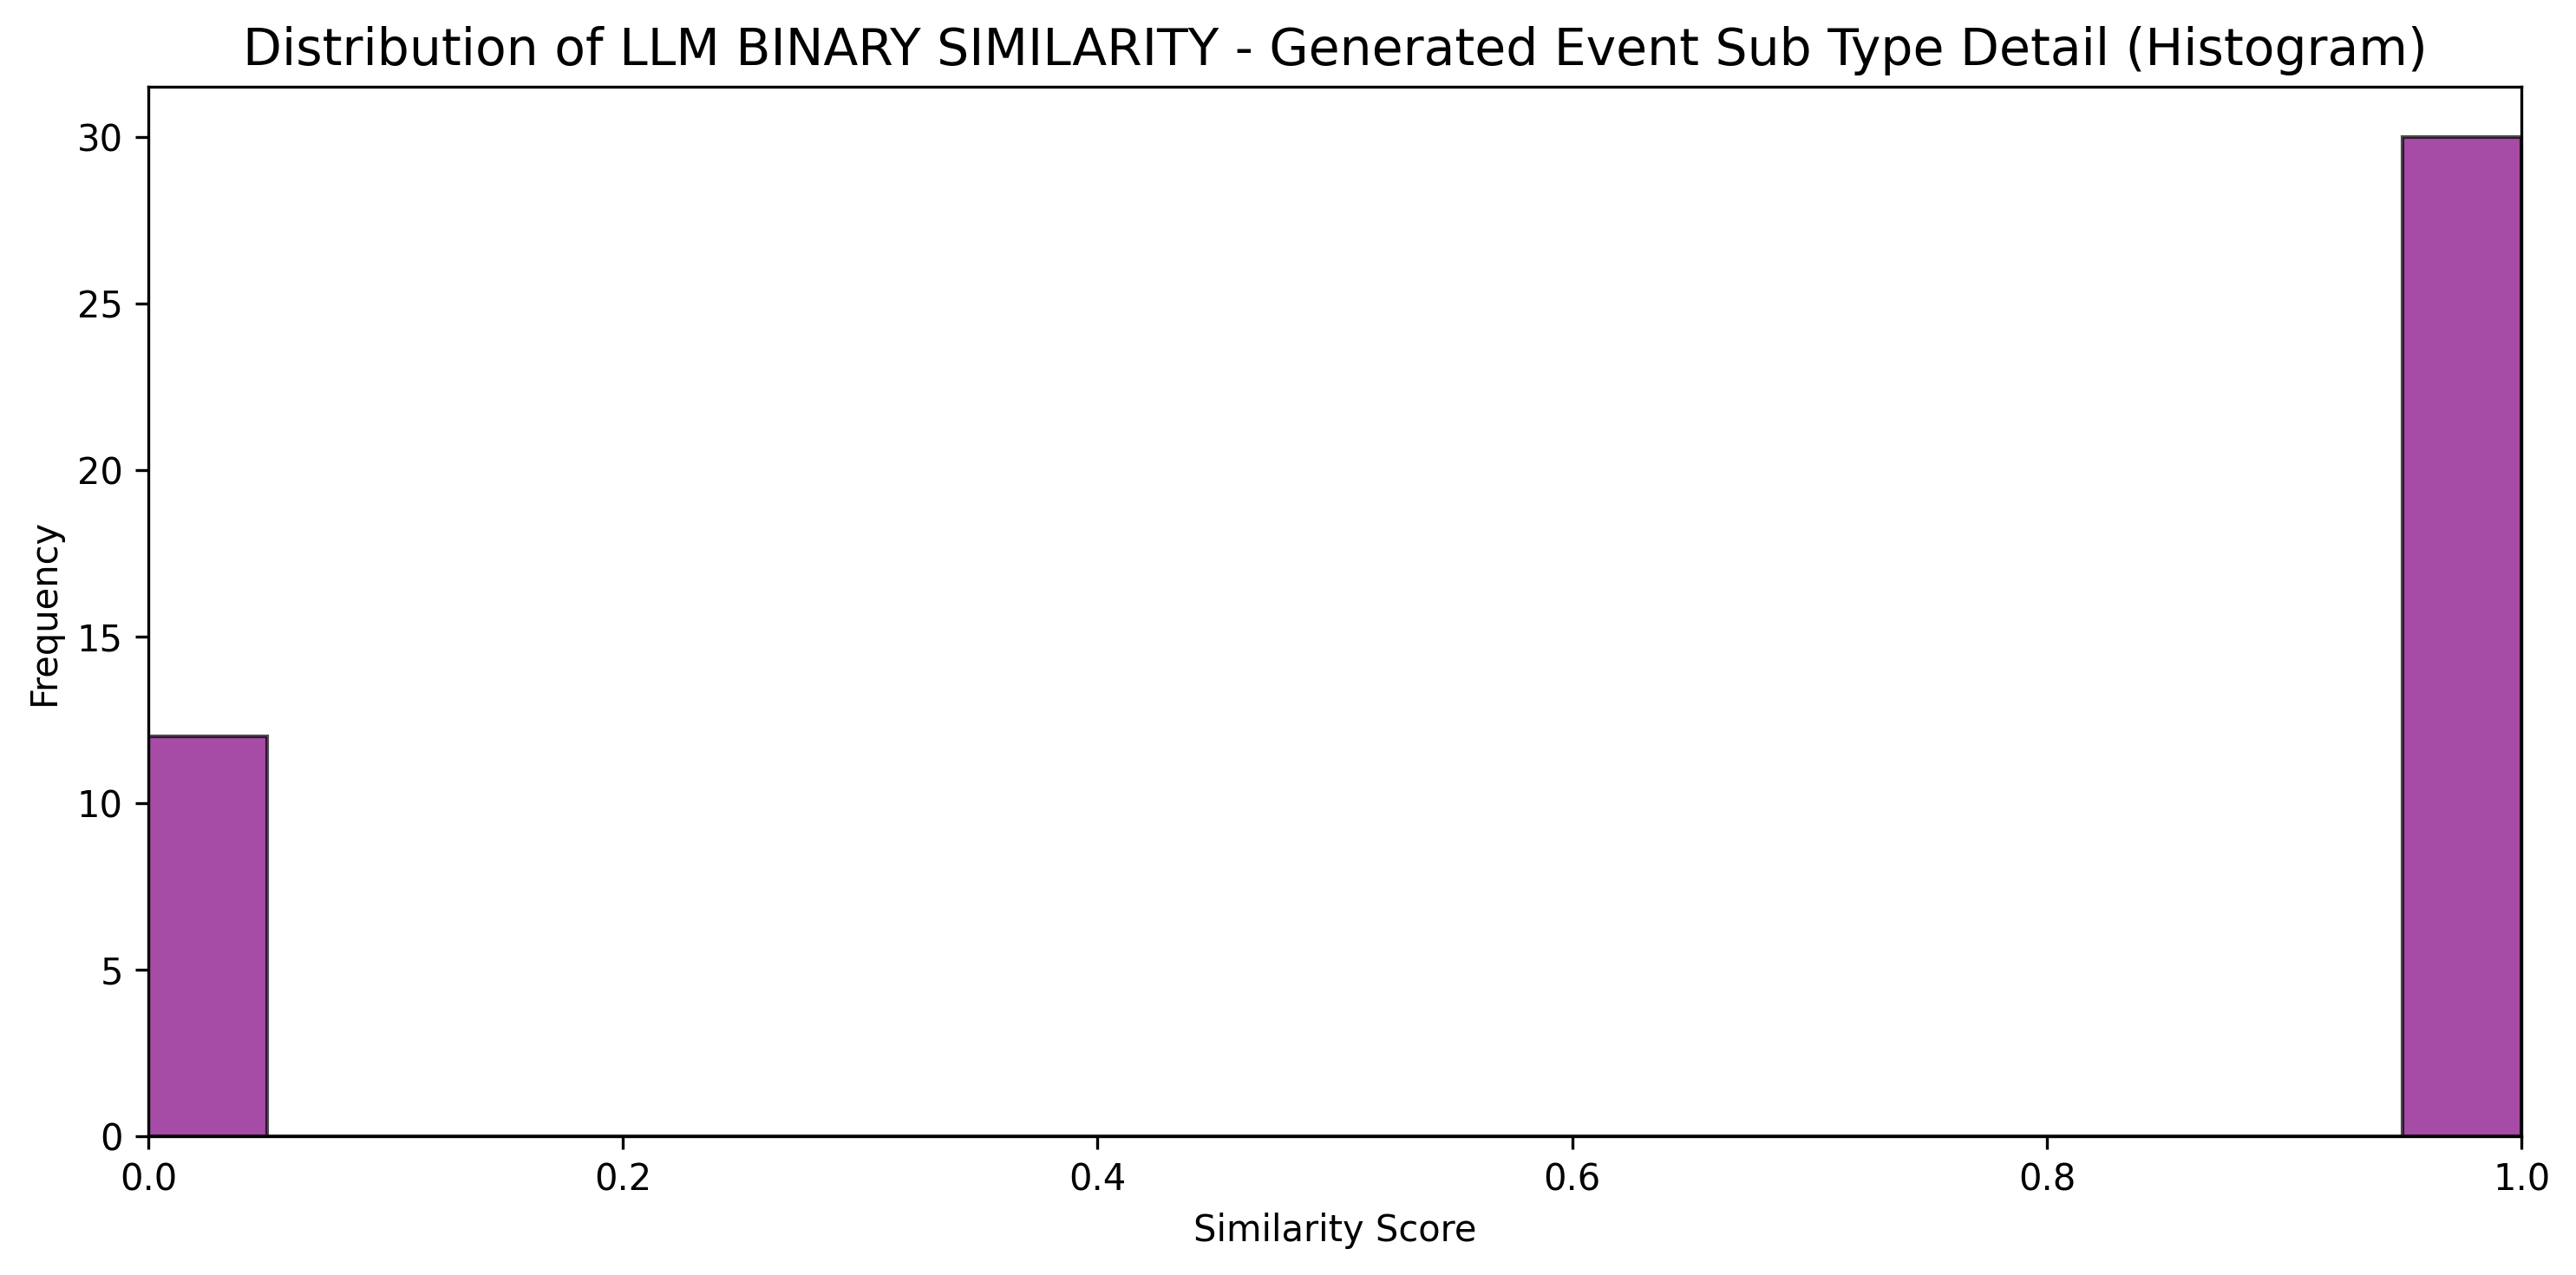 Distribution of LLM BINARY SIMILARITY - Generated Event Sub Type Detail (Histogram)
30
25
20
15
10
5
0
Frequency
0.0 0.2 0.4 0.6 0.8 1.0
Similarity Score